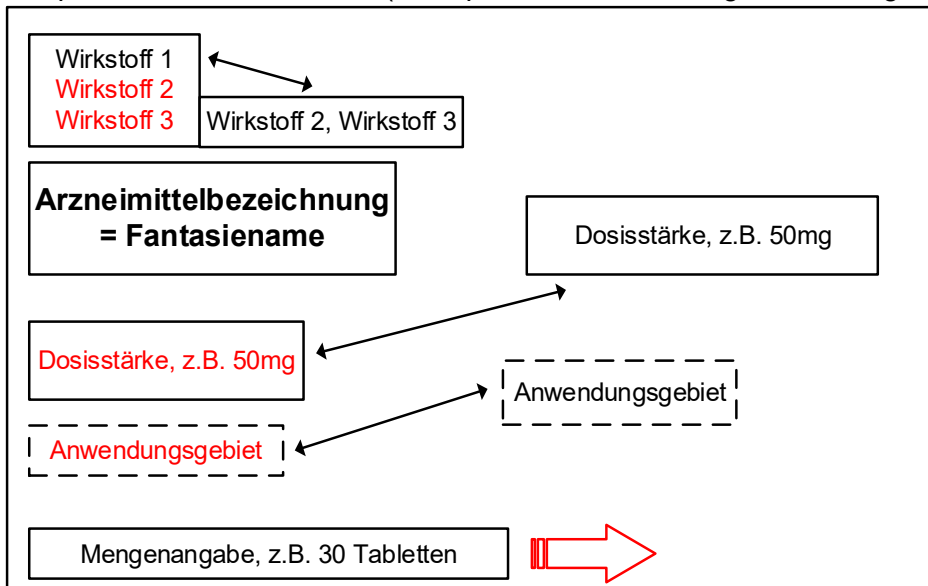 Wirkstoff 1
Wirkstoff 2
Wirkstoff 3
Wirkstoff 2, Wirkstoff 3
Arzneimittelbezeichnung
= Fantasiename
Dosisstärke, z.B. 50mg
Dosisstärke, z.B. 50mg
Anwendungsgebiet
Anwendungsgebiet
Mengenangabe, z.B. 30 Tabletten